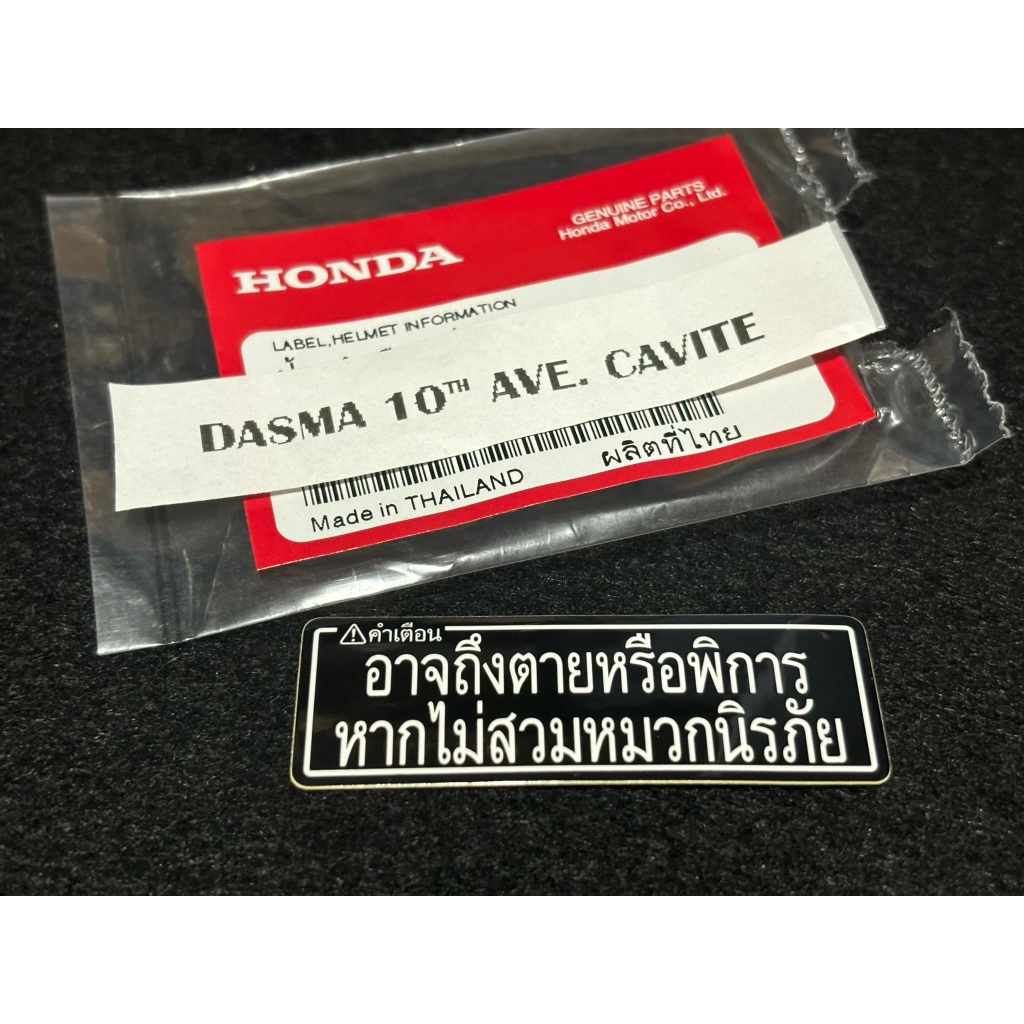 HONDA
GENUINE PARTS
Honda Motor Co., Ltd.
LABEL,HELMET INFORMATION
DASMA 10TH AVE. CAVITE
Made in THAILAND
ผลิตที่ไทย
คำเตือน
อาจถึงตายหรือพิการ
หากไม่สวมหมวกนิรภัย